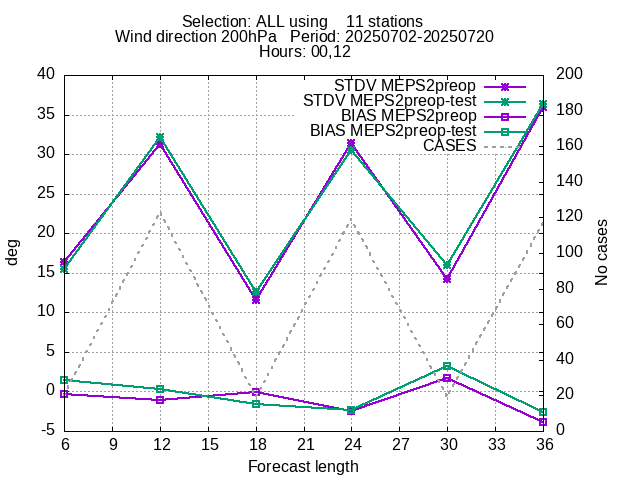 Selection: ALL using    11 stations
Wind direction 200hPa   Period: 20250702-20250720
Hours: 00,12
STDV MEPS2preop
STDV MEPS2preop-test
BIAS MEPS2preop
BIAS MEPS2preop-test
CASES
40
35
30
25
20
15
10
5
0
-5
deg
200
180
160
140
120
100
80
60
40
20
0
No cases
6 9 12 15 18 21 24 27 30 33 36
Forecast length